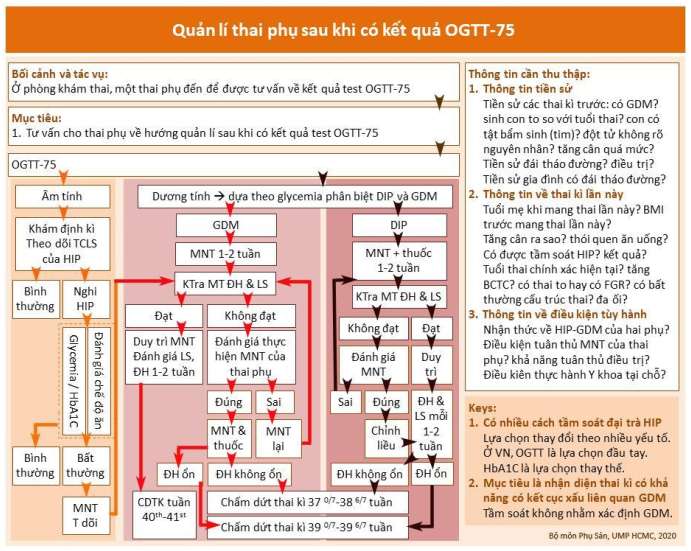 Quản lí thai phụ sau khi có kết quả OGTT-75
Bối cảnh và tác vụ:
Ở phòng khám thai, một thai phụ đến để được tư vấn về kết quả test OGTT-75
Mục tiêu:
1. Tư vấn cho thai phụ về hướng quản lí sau khi có kết quả test OGTT-75
OGTT-75
Âm tính
Khám định kì
Theo dõi TCLS
của HIP
Bình
thường
Nghi
HIP
Glycemia / HbA1C
Đánh giá chế độ ăn
Bình
thường
Bất
thường
MNT
T dõi
Dương tính → dựa theo glycemia phân biệt DIP và GDM
GDM
MNT 1-2 tuần
KTra MT ĐH & LS
Đạt
Không đạt
Duy trì MNT
Đánh giá LS,
ĐH 1-2 tuần
Đánh giá thực
hiện MNT của
thai phụ
Đúng
Sai
MNT &
thuốc
MNT
lại
ĐH ổn
ĐH không ổn
CDTK tuần
40th-41st
DIP
MNT + thuốc
1-2 tuần
KTra MT ĐH & LS
Không đạt
Đạt
Đánh giá
MNT
Duy
trì
Sai
Đúng
Chỉnh
liều
ĐH &
LS mỗi
1-2
tuần
ĐH không ổn
ĐH ổn
Chấm dứt thai kì 37 0/7-38 6/7 tuần
Chấm dứt thai kì 39 0/7-39 6/7 tuần
Thông tin cần thu thập:
1. Thông tin tiền sử
Tiền sử các thai kì trước: có GDM?
sinh con to so với tuổi thai? con có
tật bẩm sinh (tim)? đột tử không rõ
nguyên nhân? tăng cân quá mức?
Tiền sử đái tháo đường? điều trị?
Tiền sử gia đình có đái tháo đường?
2. Thông tin về thai kì lần này
Tuổi mẹ khi mang thai lần này? BMI
trước mang thai lần này?
Tăng cân ra sao? thói quen ăn uống?
Có được tầm soát HIP? kết quả?
Tuổi thai chính xác hiện tại? tăng
BCTC? có thai to hay có FGR? có bất
thường cấu trúc thai? đa ối?
3. Thông tin về điều kiện tùy hành
Nhận thức về HIP-GDM của hai phụ?
Điều kiện tuân thủ MNT của thai
phụ? khả năng tuân thủ điều trị?
Điều kiên thực hành Y khoa tại chỗ?
Keys:
1. Có nhiều cách tầm soát đại trà HIP
Lựa chọn thay đổi theo nhiều yếu tố.
Ở VN, OGTT là lựa chọn đầu tay.
HbA1C là lựa chọn thay thế.
2. Mục tiêu là nhận diện thai kì có khả
năng có kết cục xấu liên quan GDM
Tầm soát không nhằm xác định GDM.
Bộ môn Phụ Sản, UMP HCMC, 2020